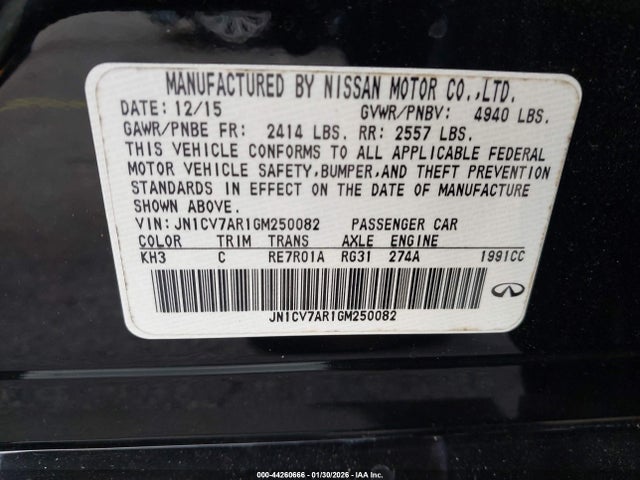 MANUFACTURED BY NISSAN MOTOR CO.,LTD.
DATE: 12/15 GVWR/PNBV: 4940 LBS.
GAWR/PNBE FR: 2414 LBS. RR: 2557 LBS.
THIS VEHICLE CONFORMS TO ALL APPLICABLE FEDERAL
MOTOR VEHICLE SAFETY,BUMPER,AND THEFT PREVENTION
STANDARDS IN EFFECT ON THE DATE OF MANUFACTURE
SHOWN ABOVE.
VIN: JN1CV7AR1GM250082 PASSENGER CAR
COLOR TRIM TRANS AXLE ENGINE
KH3 C RE7R01A RG31 274A 1991CC
JN1CV7AR1GM250082
000-44260666 - 01/30/2026 - IAA Inc.